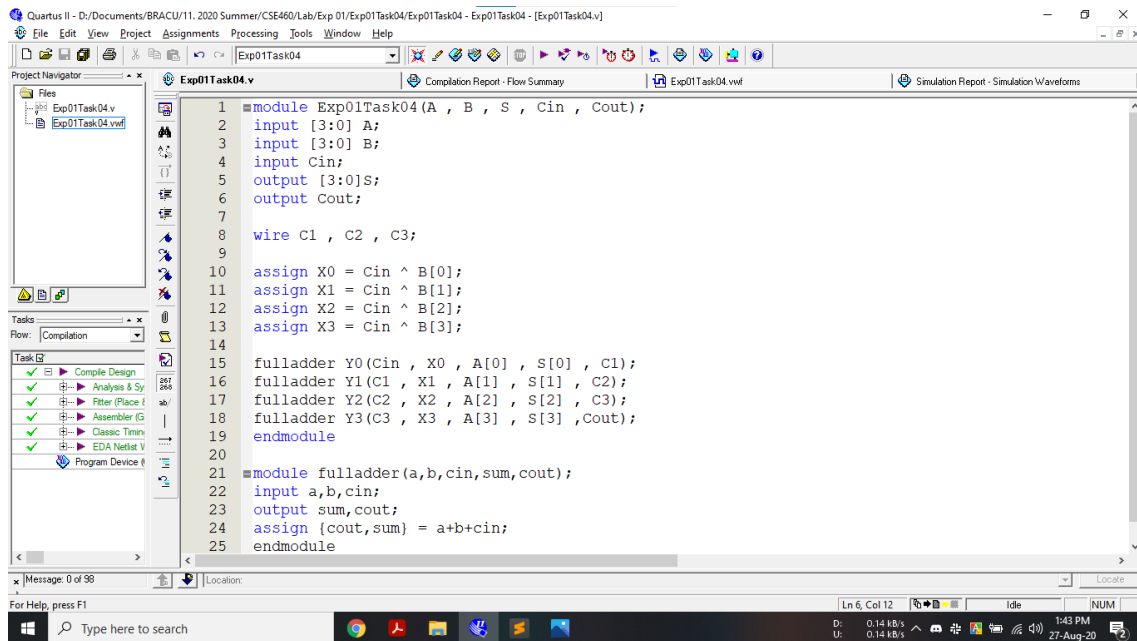 Quartus II - D:/Documents/BRACU/11. 2020 Summer/CSE460/Lab/Exp 01/Exp01Task04/Exp01Task04 - Exp01Task04 - [Exp01Task04.v]
File Edit View Project Assignments Processing Tools Window Help
Exp01Task04
Project Navigator
Exp01Task04.v
Compilation Report - Flow Summary
Exp01Task04.vwf
Simulation Report - Simulation Waveforms
Files
Exp01Task04.v
Exp01Task04.vwf
1 module Exp01Task04(A , B , S , Cin , Cout);
2 input [3:0] A;
3 input [3:0] B;
4 input Cin;
5 output [3:0]S;
6 output Cout;
7
8 wire C1 , C2 , C3;
9
10 assign X0 = Cin ^ B[0];
11 assign X1 = Cin ^ B[1];
12 assign X2 = Cin ^ B[2];
13 assign X3 = Cin ^ B[3];
14
15 fulladder Y0(Cin , X0 , A[0] , S[0] , C1);
16 fulladder Y1(C1 , X1 , A[1] , S[1] , C2);
17 fulladder Y2(C2 , X2 , A[2] , S[2] , C3);
18 fulladder Y3(C3 , X3 , A[3] , S[3] ,Cout);
19 endmodule
20
21 module fulladder(a,b,cin,sum,cout);
22 input a,b,cin;
23 output sum,cout;
24 assign {cout,sum} = a+b+cin;
25 endmodule
Tasks
Flow: Compilation
Task
Compile Design
Analysis & Sy
Fitter (Place &
Assembler (G
Classic Timin
EDA Netlist W
Program Device (
267
268
ab/
Message: 0 of 98
Location:
Locate
For Help, press F1
Ln 6, Col 12
Idle
NUM
Type here to search
D: 0.14 kB/s
U: 0.14 kB/s
1:43 PM
27-Aug-20
2